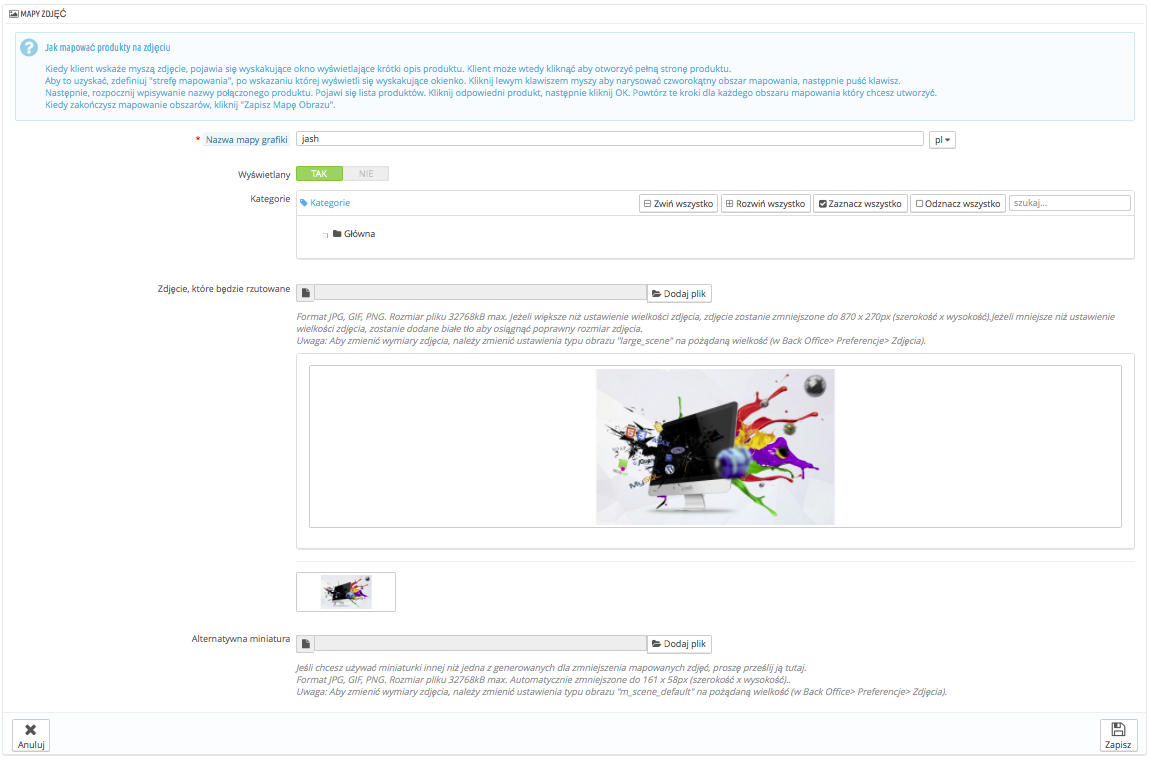 MAPY ZDJĘĆ
Jak mapować produkty na zdjęciu
Kiedy klient wskaże myszą zdjęcie, pojawia się wyskakujące okno wyświetlające krótki opis produktu. Klient może wtedy kliknąć aby otworzyć pełną stronę produktu.
Aby to uzyskać, zdefiniuj "strefę mapowania", po wskazaniu której wyświetli się wyskakujące okienko. Kliknij lewym klawiszem myszy aby narysować czworokątny obszar mapowania, następnie puść klawisz.
Następnie, rozpocznij wpisywanie nazwy połączonego produktu. Pojawi się lista produktów. Kliknij odpowiedni produkt, następnie kliknij OK. Powtórz te kroki dla każdego obszaru mapowania który chcesz utworzyć.
Kiedy zakończysz mapowanie obszarów, kliknij "Zapisz Mapę Obrazu".
* Nazwa mapy grafiki jash pl
Wyświetlany TAK NIE
Kategorie Kategorie Zwiń wszystko Rozwiń wszystko Zaznacz wszystko Odznacz wszystko szukaj...
Główna
Zdjęcie, które będzie rzutowane Dodaj plik
Format JPG, GIF, PNG. Rozmiar pliku 32768kB max. Jeżeli większe niż ustawienie wielkości zdjęcia, zdjęcie zostanie zmniejszone do 870 x 270px (szerokość x wysokość).Jeżeli mniejsze niż ustawienie
wielkości zdjęcia, zostanie dodane białe tło aby osiągnąć poprawny rozmiar zdjęcia.
Uwaga: Aby zmienić wymiary zdjęcia, należy zmienić ustawienia typu obrazu "large_scene" na pożądaną wielkość (w Back Office> Preferencje> Zdjęcia).
MySQL
Alternatywna miniatura Dodaj plik
Jeśli chcesz używać miniaturki innej niż jedna z generowanych dla zmniejszenia mapowanych zdjęć, proszę prześlij ją tutaj.
Format JPG, GIF, PNG. Rozmiar pliku 32768kB max. Automatycznie zmniejszone do 161 x 58px (szerokość x wysokość)..
Uwaga: Aby zmienić wymiary zdjęcia, należy zmienić ustawienia typu obrazu "m_scene_default" na pożądaną wielkość (w Back Office> Preferencje> Zdjęcia).
Anuluj Zapisz